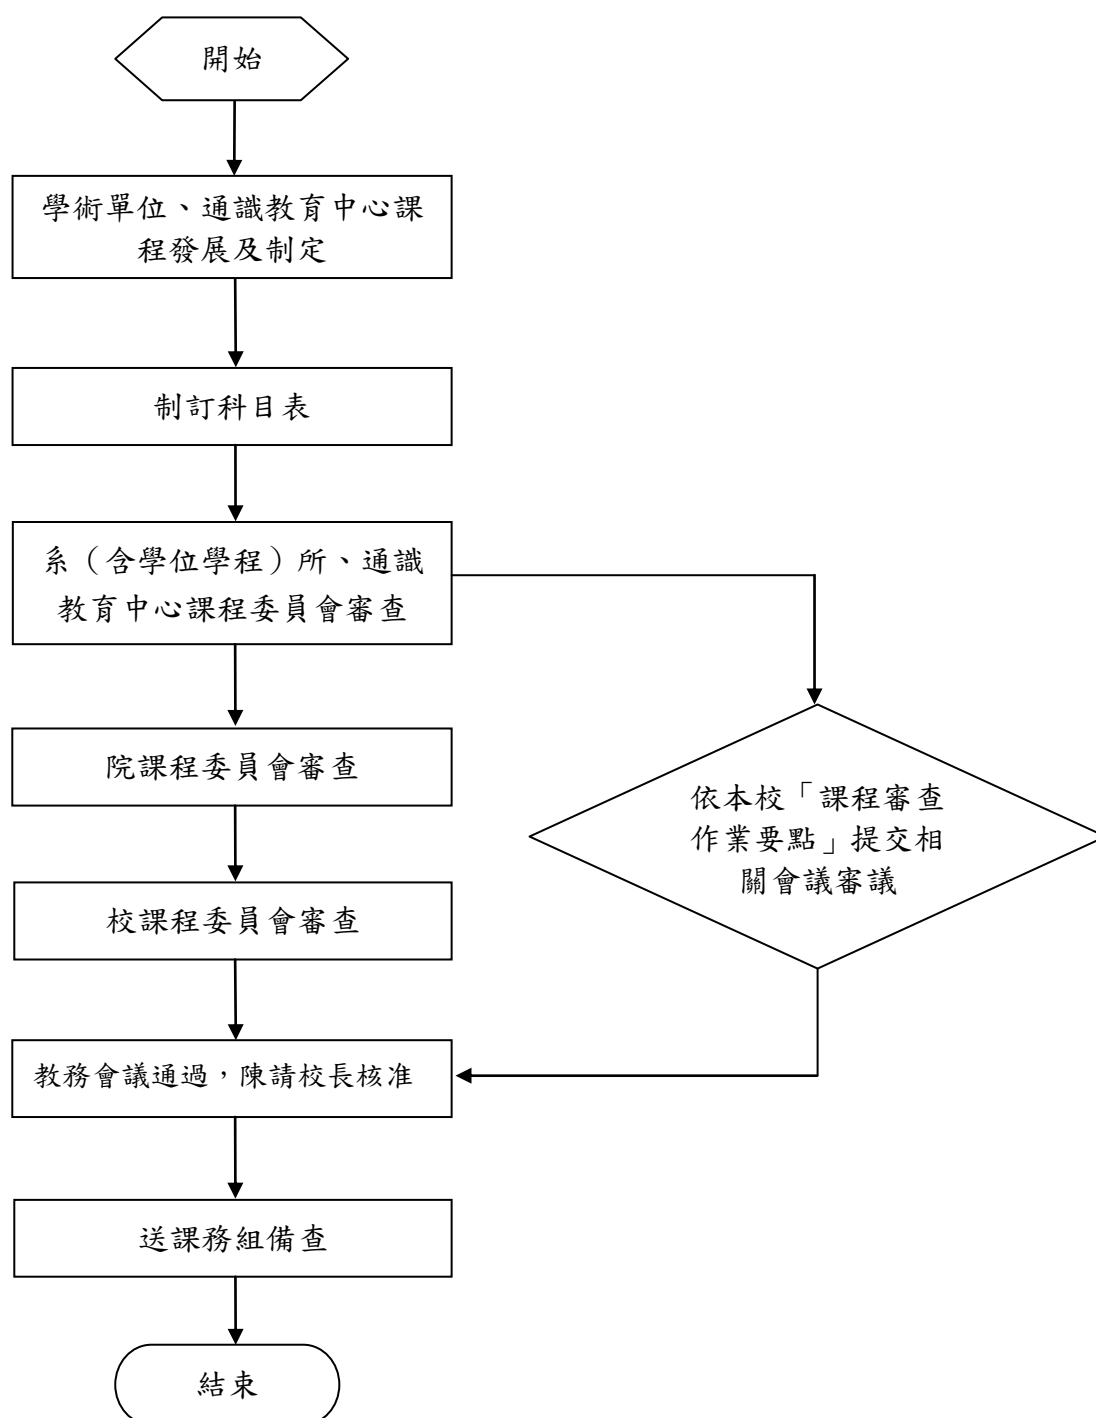 開始
學術單位、通識教育中心課
程發展及制定
制訂科目表
系（含學位學程）所、通識
教育中心課程委員會審查
院課程委員會審查
依本校「課程審查
作業要點」提交相
關會議審議
校課程委員會審查
教務會議通過，陳請校長核准
送課務組備查
結束